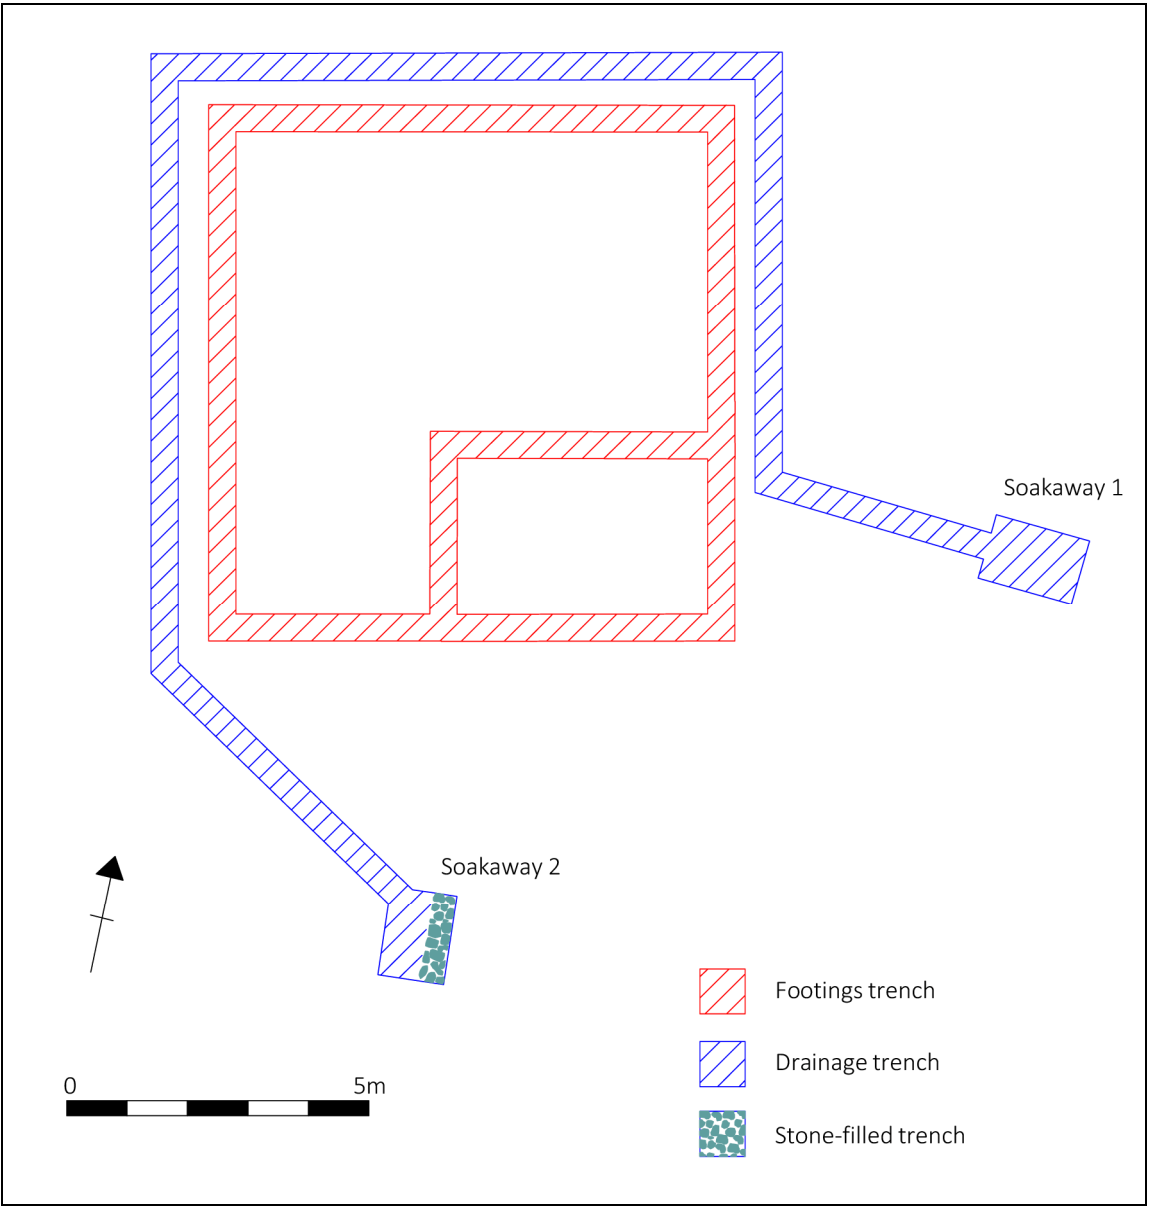 Soakaway 1
Soakaway 2
Footings trench
Drainage trench
0 5m
Stone-filled trench